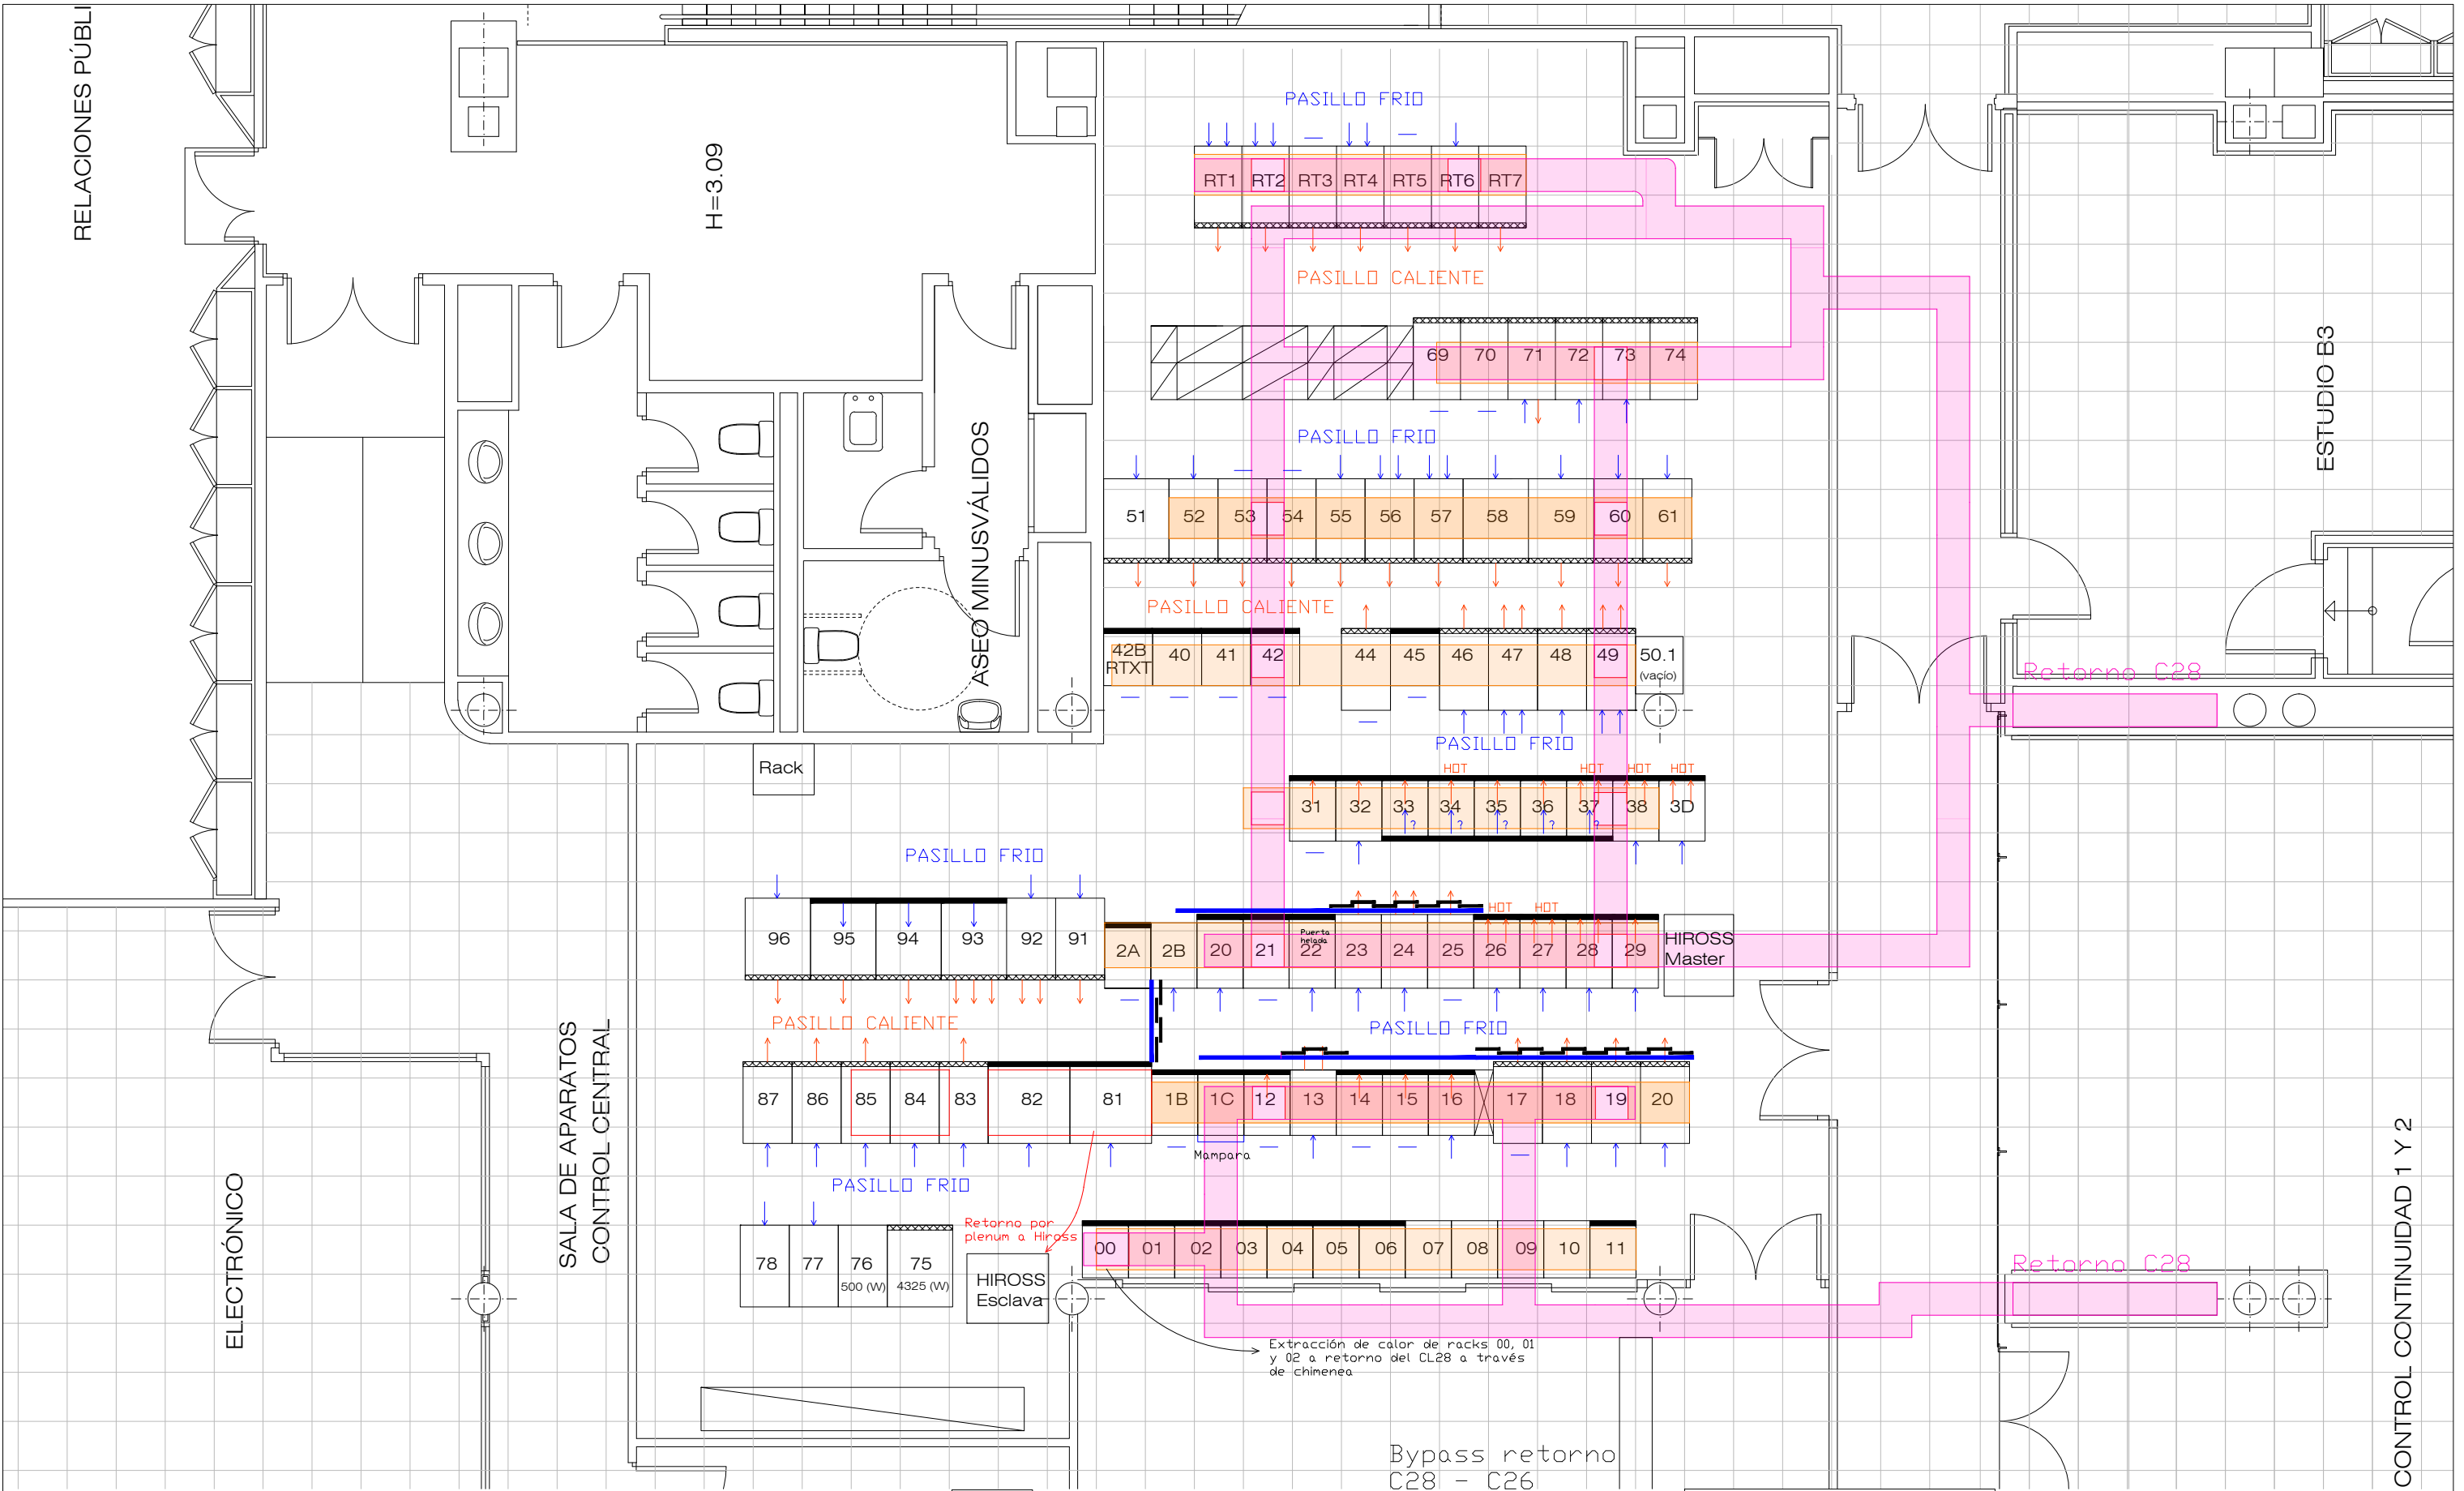 RELACIONES PÚBLI
H=3.09
PASILLO FRIO
RT1 RT2 RT3 RT4 RT5 RT6 RT7
PASILLO CALIENTE
69 70 71 72 73 74
ESTUDIO B3
PASILLO FRIO
ASEO MINUSVÁLIDOS
51 52 53 54 55 56 57 58 59 60 61
PASILLO CALIENTE
42B
RTXT
40 41 42 44 45 46 47 48 49 50.1
(vacio)
Retorno C28
PASILLO FRIO
Rack
HOT HOT HOT HOT
31 32 33 34 35 36 37 38 3D
? ? ? ? ?
PASILLO FRIO
HOT HOT
96 95 94 93 92 91 2A 2B 20 21 22 23 24 25 26 27 28 29
Puerta
helada
HIROSS
Master
PASILLO CALIENTE
PASILLO FRIO
SALA DE APARATOS
CONTROL CENTRAL
87 86 85 84 83 82 81 1B 1C 12 13 14 15 16 17 18 19 20
Mampara
PASILLO FRIO
ELECTRÓNICO
CONTROL CONTINUIDAD 1 Y 2
Retorno por
plenum a Hiross
78 77 76 75
500 (W) 4325 (W)
HIROSS
Esclava
00 01 02 03 04 05 06 07 08 09 10 11
Retorno C28
Extracción de calor de racks 00, 01
y 02 a retorno del CL28 a través
de chimenea
Bypass retorno
C28 - C26